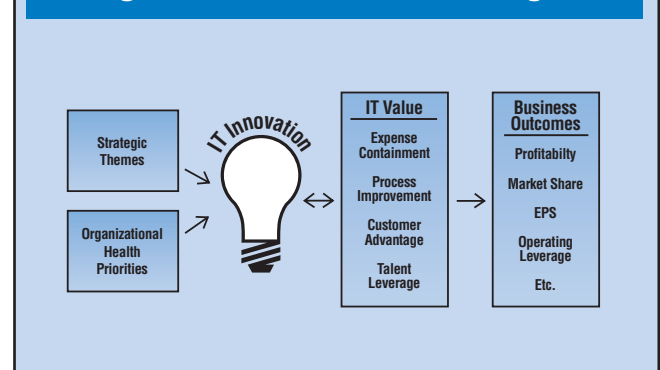 Strategic
Themes
Organizational
Health
Priorities
IT Innovation
IT Value
Expense
Containment
Process
Improvement
Customer
Advantage
Talent
Leverage
Business
Outcomes
Profitabilty
Market Share
EPS
Operating
Leverage
Etc.